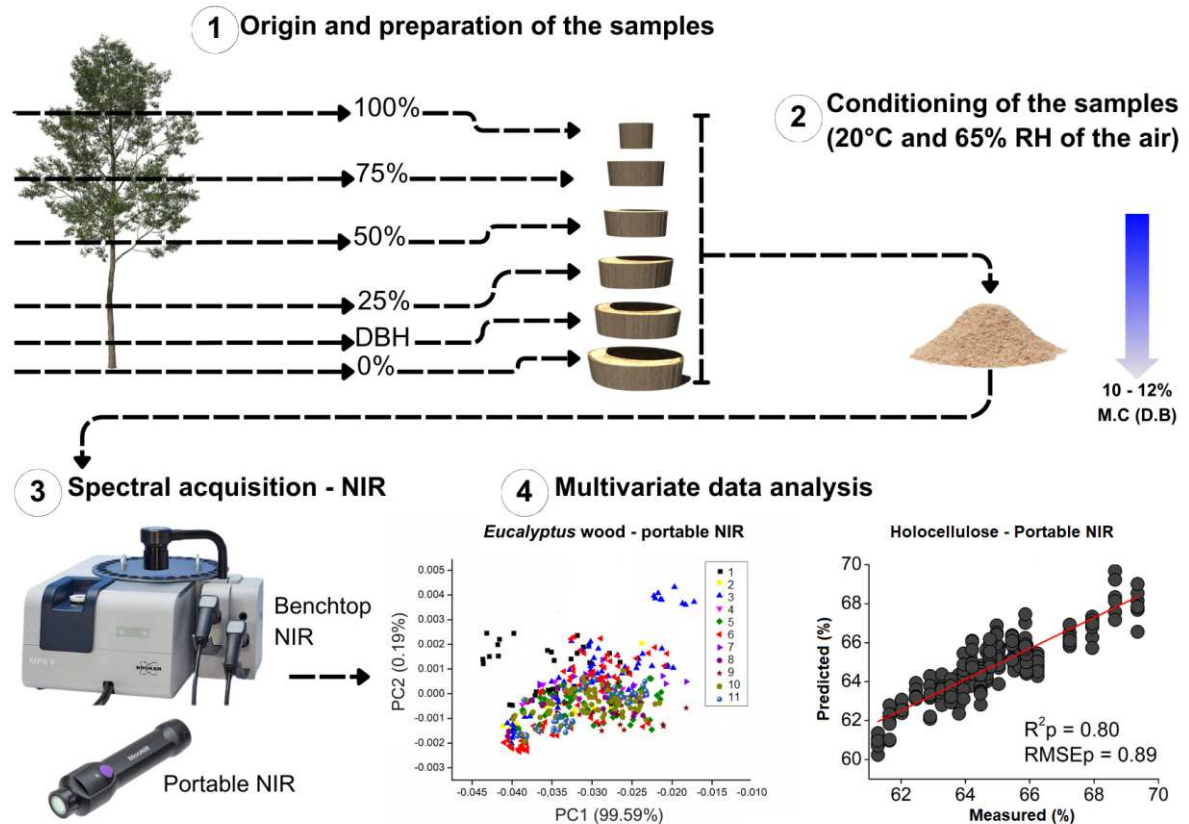 1 Origin and preparation of the samples
100%
75%
50%
25%
DBH
0%
2 Conditioning of the samples
(20°C and 65% RH of the air)
10 - 12%
M.C (D.B)
3 Spectral acquisition - NIR
Benchtop
NIR
BRUKER
MicroNIR
Portable NIR
4 Multivariate data analysis
Eucalyptus wood - portable NIR
PC2 (0.19%)
0.005
0.004
0.003
0.002
0.001
0.000
-0.001
-0.002
-0.003
1
2
3
4
5
6
7
8
9
10
11
-0.045 -0.040 -0.035 -0.030 -0.025 -0.020 -0.015 -0.010
PC1 (99.59%)
Holocellulose - Portable NIR
Predicted (%)
70
68
66
64
62
60
R²p = 0.80
RMSEp = 0.89
62 64 66 68 70
Measured (%)